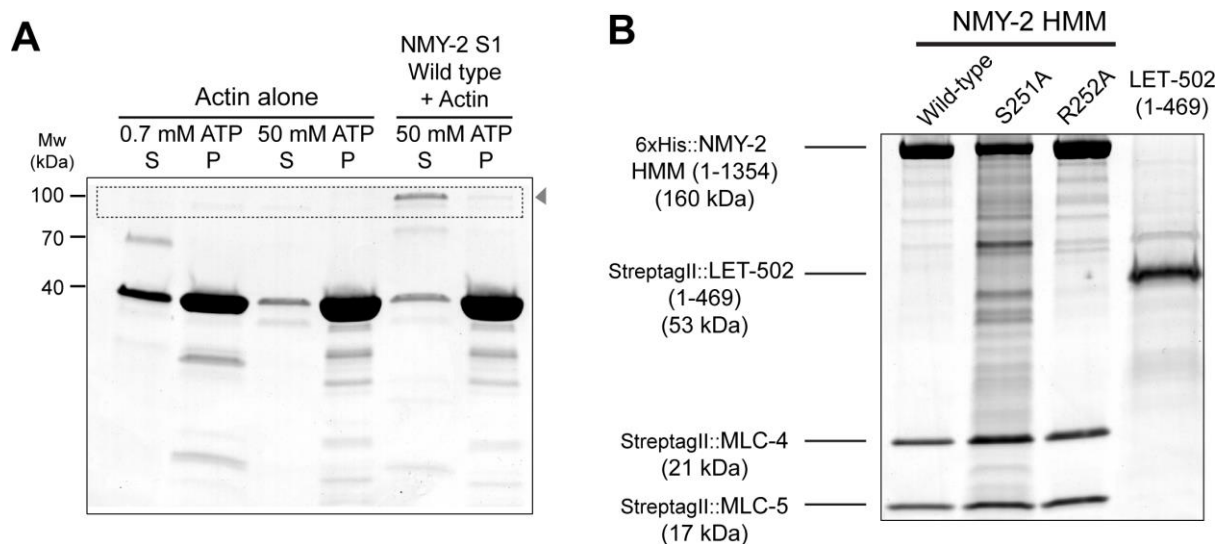 A
NMY-2 S1
Wild type
+ Actin
Actin alone
Mw
(kDa)
0.7 mM ATP 50 mM ATP 50 mM ATP
S P S P S P
100
70
40
B
NMY-2 HMM
Wild-type
S251A
R252A
LET-502
(1-469)
6xHis::NMY-2
HMM (1-1354)
(160 kDa)
StreptagII::LET-502
(1-469)
(53 kDa)
StreptagII::MLC-4
(21 kDa)
StreptagII::MLC-5
(17 kDa)